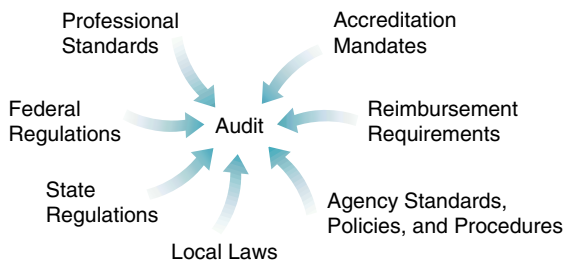 Professional
Standards
Accreditation
Mandates
Federal
Regulations
Audit
Reimbursement
Requirements
State
Regulations
Agency Standards,
Policies, and Procedures
Local Laws